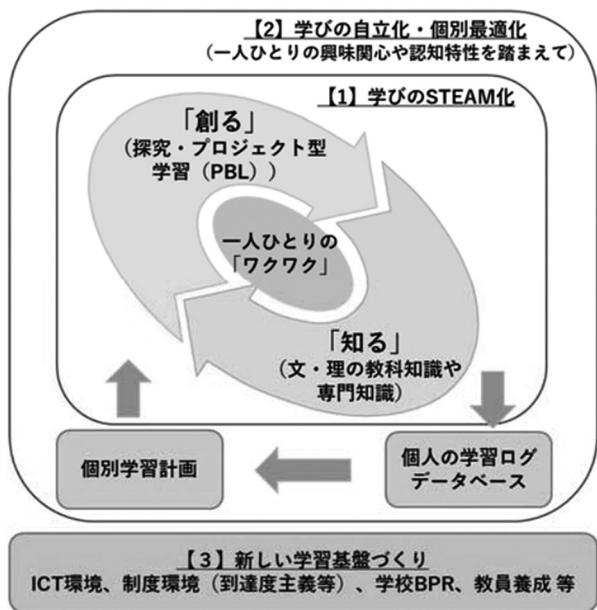 【2】学びの自立化・個別最適化
(一人ひとりの興味関心や認知特性を踏まえて)
【1】学びのSTEAM化
「創る」
(探究・プロジェクト型
学習(PBL))
一人ひとりの
「ワクワク」
「知る」
(文・理の教科知識や
専門知識)
個別学習計画
個人の学習ログ
データベース
【3】新しい学習基盤づくり
ICT環境、制度環境(到達度主義等)、学校BPR、教員養成 等